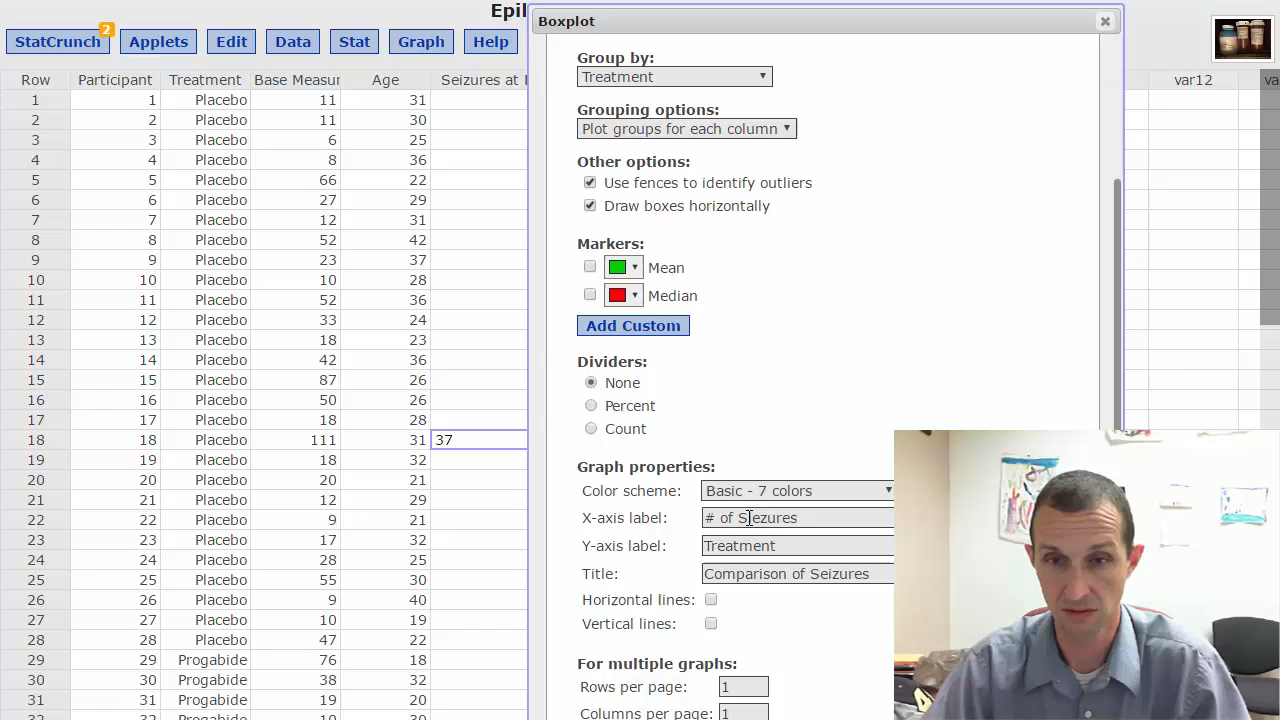 Epil
2
StatCrunch Applets Edit Data Stat Graph Help
Boxplot
Row Participant Treatment Base Measur Age Seizures at var12 va
1 1 Placebo 11 31
2 2 Placebo 11 30
3 3 Placebo 6 25
4 4 Placebo 8 36
5 5 Placebo 66 22
6 6 Placebo 27 29
7 7 Placebo 12 31
8 8 Placebo 52 42
9 9 Placebo 23 37
10 10 Placebo 10 28
11 11 Placebo 52 36
12 12 Placebo 33 24
13 13 Placebo 18 23
14 14 Placebo 42 36
15 15 Placebo 87 26
16 16 Placebo 50 26
17 17 Placebo 18 28
18 18 Placebo 111 31 37
19 19 Placebo 18 32
20 20 Placebo 20 21
21 21 Placebo 12 29
22 22 Placebo 9 21
23 23 Placebo 17 32
24 24 Placebo 28 25
25 25 Placebo 55 30
26 26 Placebo 9 40
27 27 Placebo 10 19
28 28 Placebo 47 22
29 29 Progabide 76 18
30 30 Progabide 38 32
31 31 Progabide 19 20
32 32 Progabide 10 30
Group by:
Treatment
Grouping options:
Plot groups for each column
Other options:
Use fences to identify outliers
Draw boxes horizontally
Markers:
Mean
Median
Add Custom
Dividers:
None
Percent
Count
Graph properties:
Color scheme: Basic - 7 colors
X-axis label: # of Siezures
Y-axis label: Treatment
Title: Comparison of Seizures
Horizontal lines:
Vertical lines:
For multiple graphs:
Rows per page: 1
Columns per page: 1